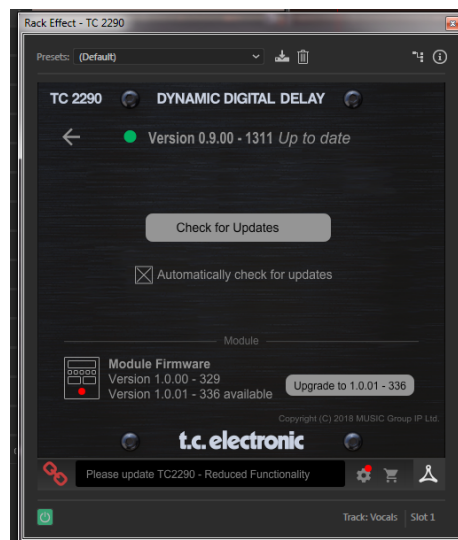 Rack Effect - TC 2290
Presets: (Default)
TC 2290 DYNAMIC DIGITAL DELAY
Version 0.9.00 - 1311 Up to date
Check for Updates
Automatically check for updates
Module
Module Firmware
Version 1.0.00 - 329
Version 1.0.01 - 336 available
Upgrade to 1.0.01 - 336
Copyright (C) 2018 MUSIC Group IP Ltd.
t.c. electronic
Please update TC2290 - Reduced Functionality
Track: Vocals Slot 1